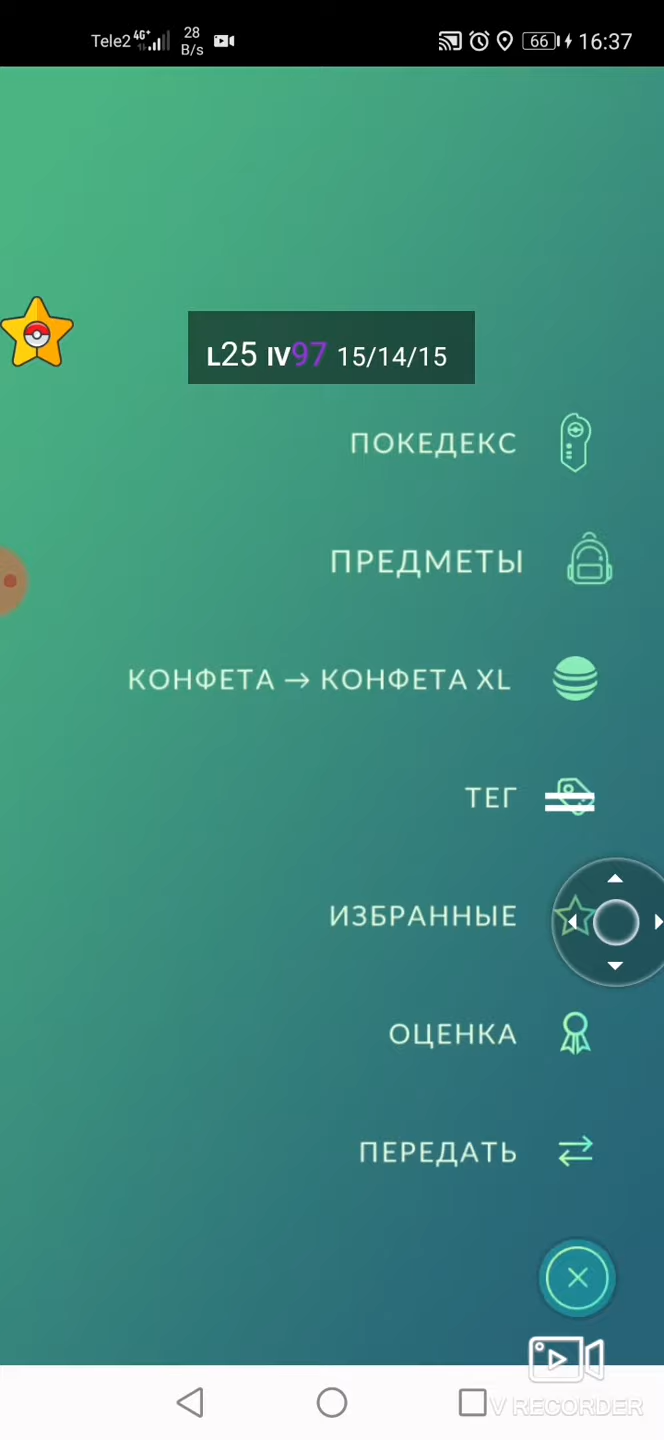 Tele2 4G+ 28 B/s 66 16:37
L25 IV97 15/14/15
ПОКЕДЕКС
ПРЕДМЕТЫ
КОНФЕТА → КОНФЕТА XL
ТЕГ
ИЗБРАННЫЕ
ОЦЕНКА
ПЕРЕДАТЬ
V RECORDER